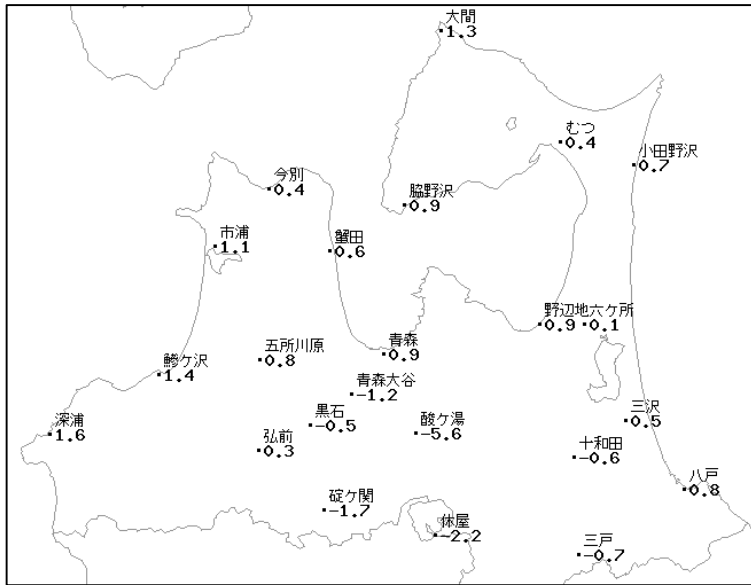 大間
1.3
むつ
0.4
小田野沢
0.7
今別
0.4
脇野沢
0.9
市浦
1.1
蟹田
0.6
野辺地
0.9
六ケ所
0.1
青森
0.9
五所川原
0.8
鰺ケ沢
1.4
青森大谷
-1.2
深浦
1.6
黒石
-0.5
酸ケ湯
-5.6
三沢
0.5
弘前
0.3
十和田
-0.6
八戸
0.8
碇ケ関
-1.7
休屋
-2.2
三戸
-0.7